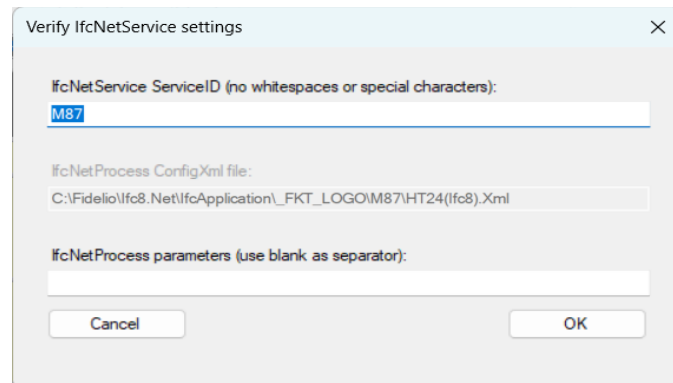 Verify IfcNetService settings
IfcNetService ServiceID (no whitespaces or special characters):
M87
IfcNetProcess ConfigXml file:
C:\Fidelio\Ifc8.Net\IfcApplication\_FKT_LOGO\M87\HT24(Ifc8).Xml
IfcNetProcess parameters (use blank as separator):
Cancel OK